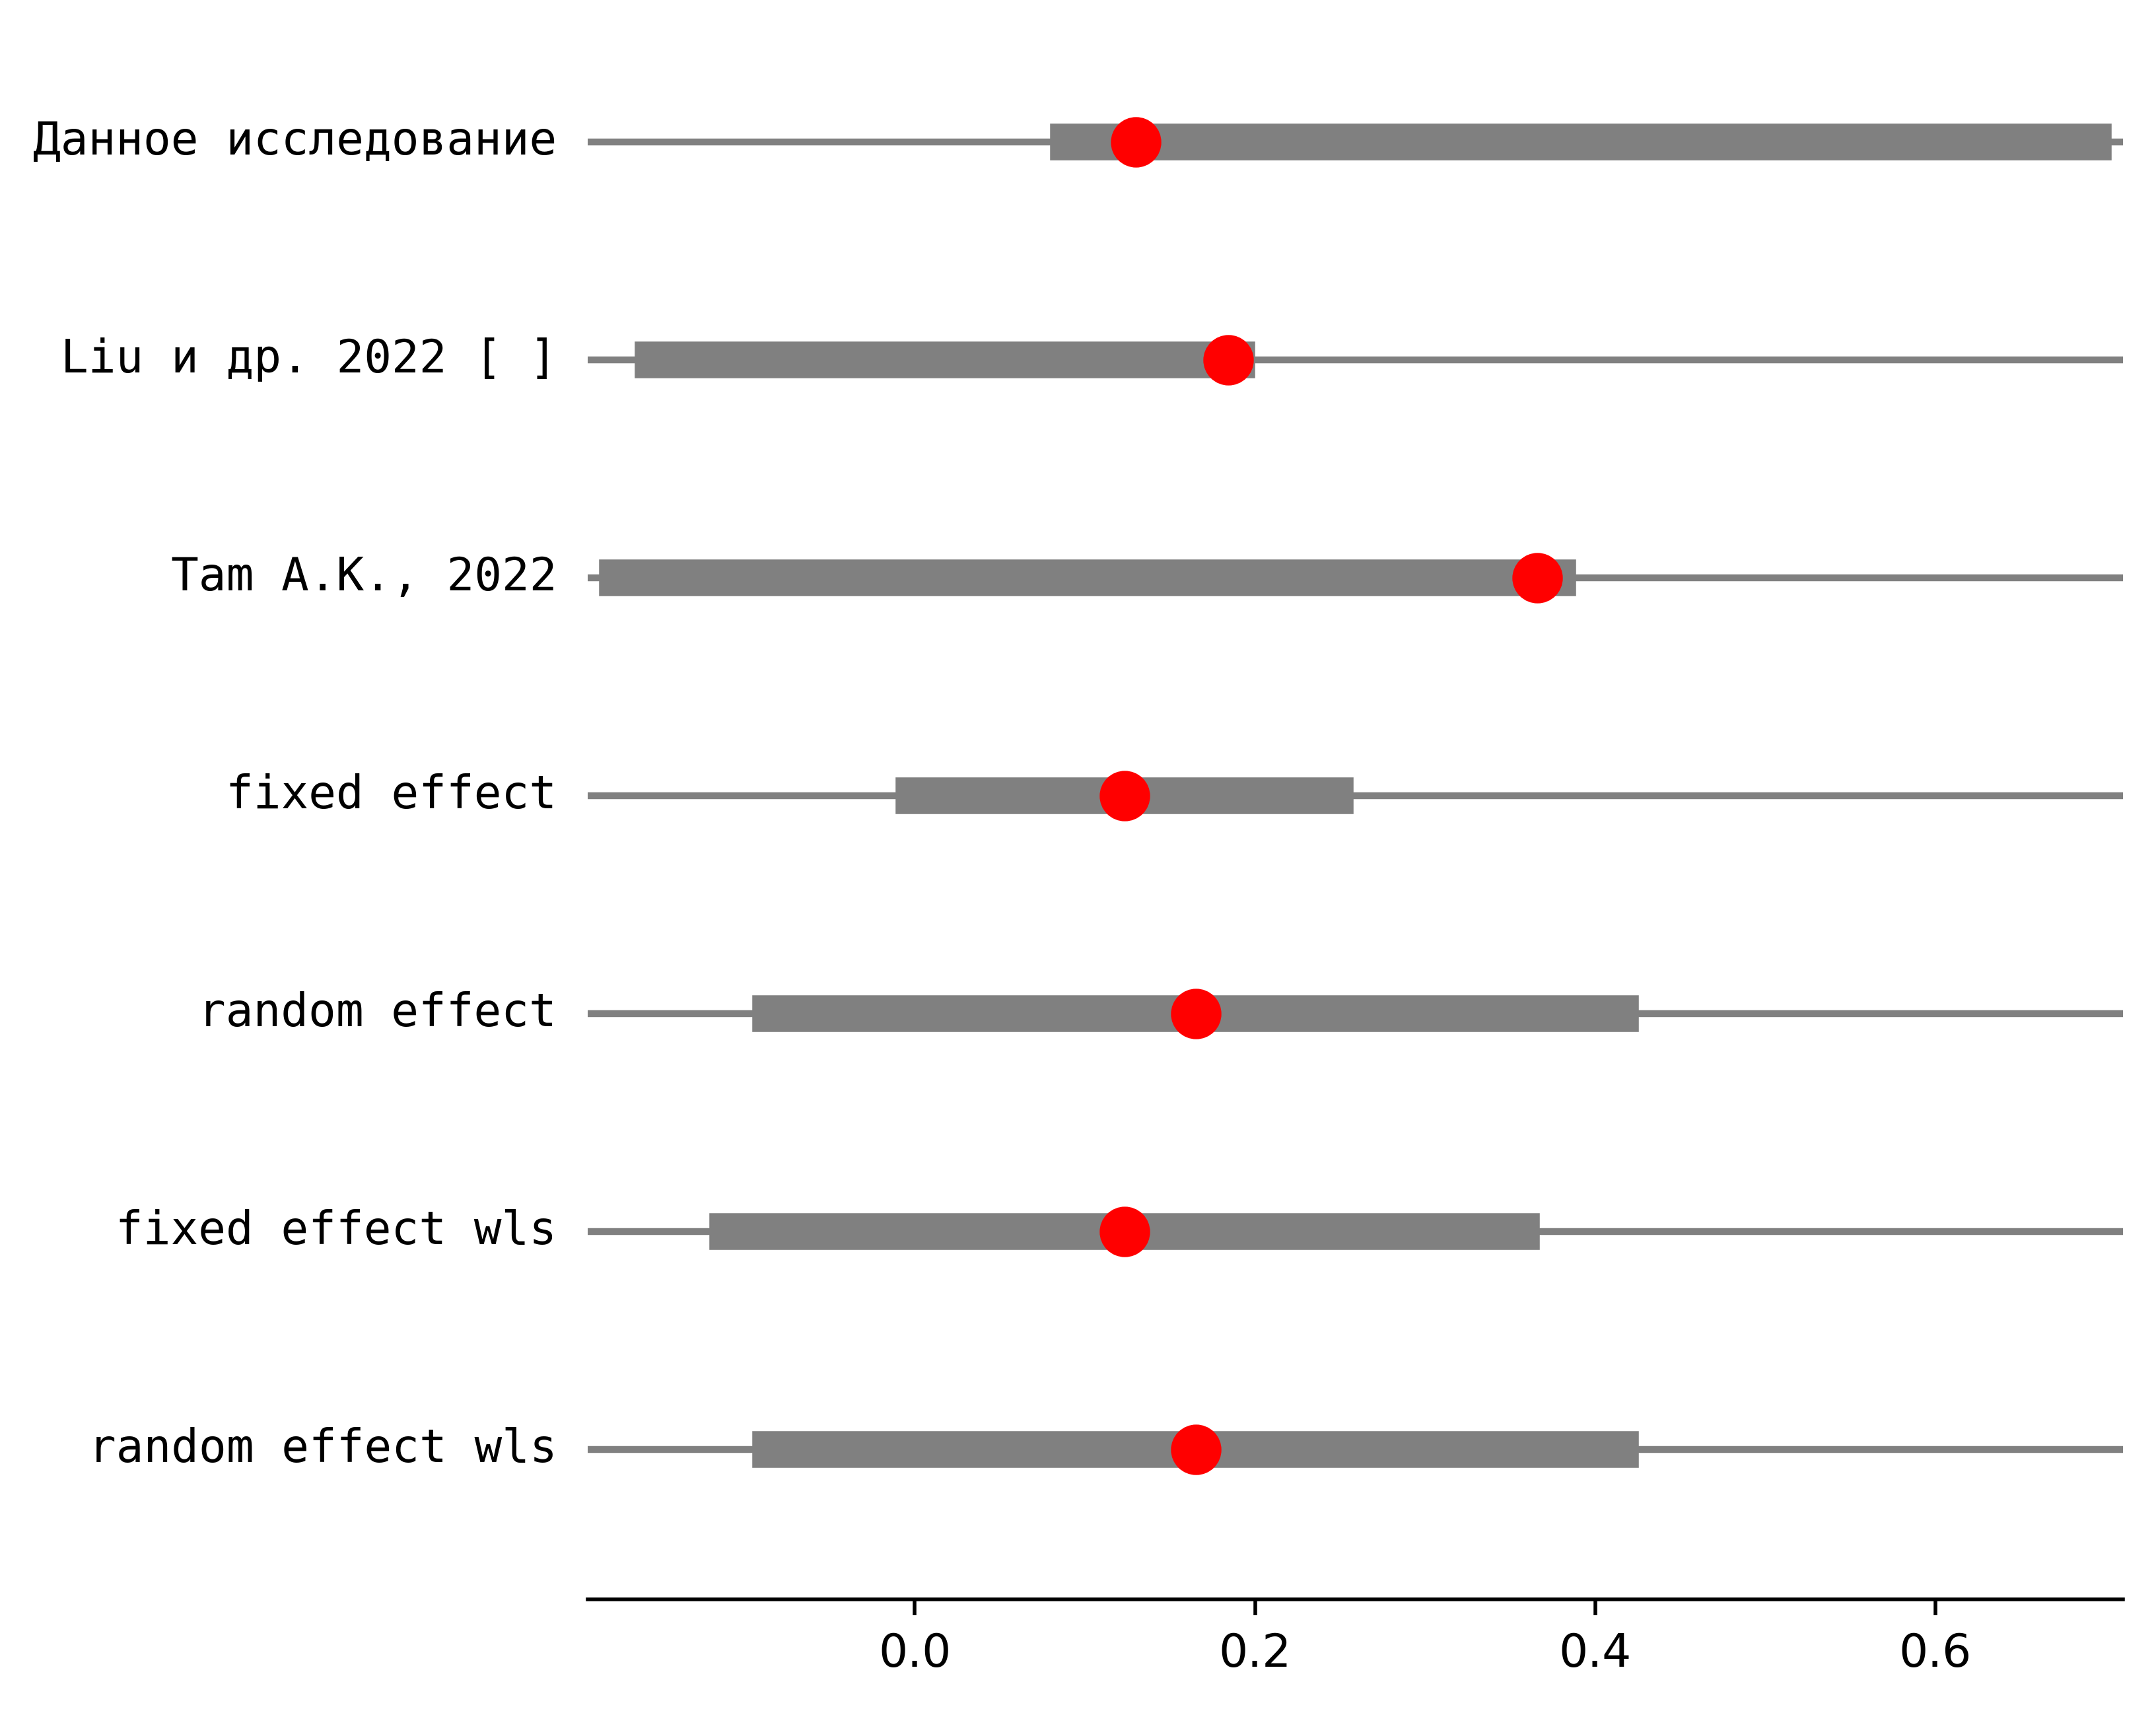 Данное исследование
Liu и др. 2022 [ ]
Tam A.K., 2022
fixed effect
random effect
fixed effect wls
random effect wls
0.0 0.2 0.4 0.6